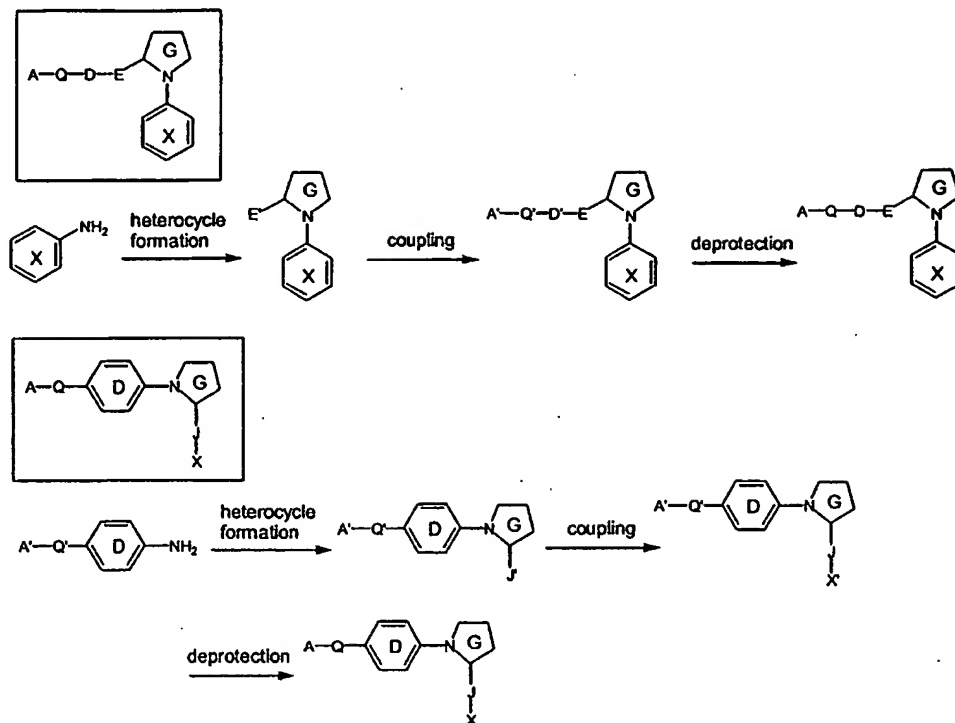 G
A—Q—D—E
N
X
G
NH₂
heterocycle
formation
E'
N
X
X
coupling
G
A'—Q'—D'—E
N
X
deprotection
G
A—Q—D—E
N
X
A—Q
D
N
G
J
X
A'—Q'
D
NH₂
heterocycle
formation
A'—Q'
D
N
G
J'
coupling
A'—Q'
D
N
G
J
X'
deprotection
A—Q
D
N
G
J
X